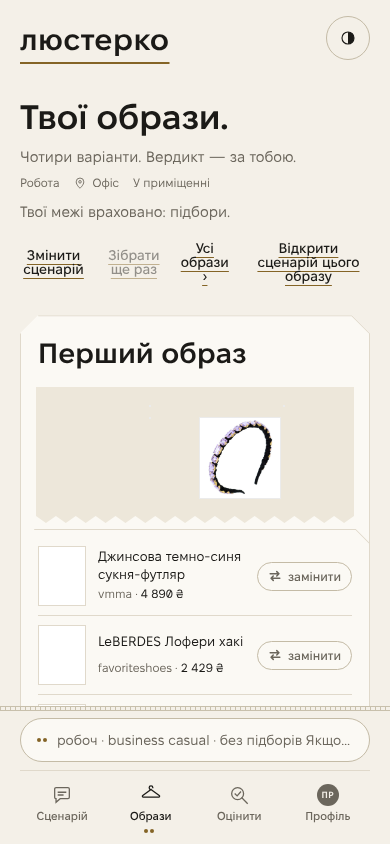 люстерко
Твої образи.
Чотири варіанти. Вердикт — за тобою.
Робота Офіс У приміщенні
Твої межі враховано: підбори.
Змінити
сценарій
Зібрати
ще раз
Усі
образи
›
Відкрити
сценарій цього
образу
Перший образ
Джинсова темно-синя
сукня-футляр
vmma · 4 890 ₴
замінити
LeBERDES Лофери хакі
favoriteshoes · 2 429 ₴
замінити
робоч · business casual · без підборів Якщо...
Сценарій
Образи
Оцінити
ПР
Профіль